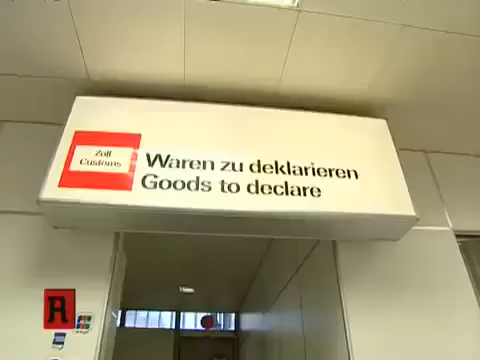 Zoll
Customs
Waren zu deklarieren
Goods to declare
R